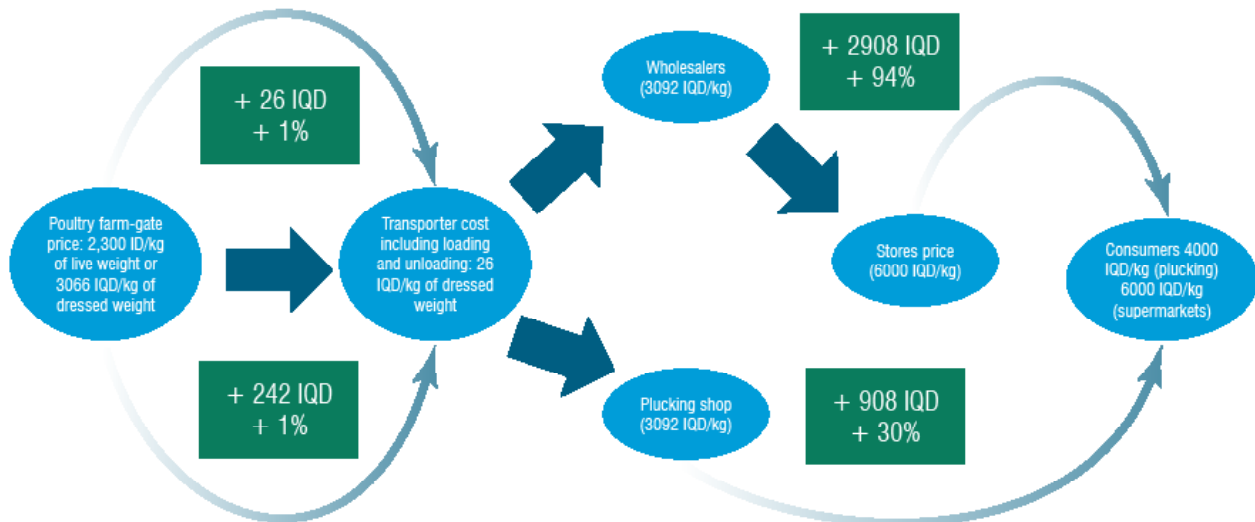 + 26 IQD
+ 1%
Poultry farm-gate
price: 2,300 ID/kg
of live weight or
3066 IQD/kg of
dressed weight
+ 242 IQD
+ 1%
Transporter cost
including loading
and unloading: 26
IQD/kg of dressed
weight
Wholesalers
(3092 IQD/kg)
+ 2908 IQD
+ 94%
Stores price
(6000 IQD/kg)
Plucking shop
(3092 IQD/kg)
+ 908 IQD
+ 30%
Consumers 4000
IQD/kg (plucking)
6000 IQD/kg
(supermarkets)